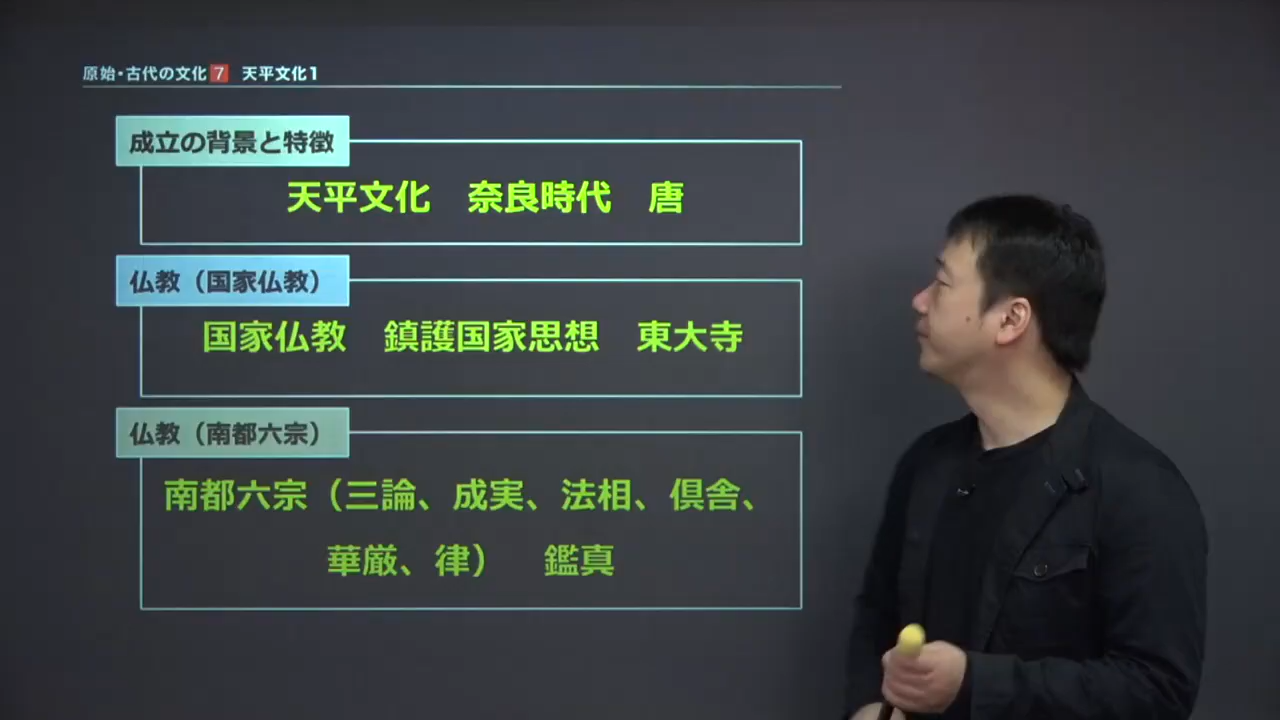 原始・古代の文化 7 天平文化1
成立の背景と特徴
天平文化 奈良時代 唐
仏教（国家仏教）
国家仏教 鎮護国家思想 東大寺
仏教（南都六宗）
南都六宗（三論、成実、法相、倶舎、
華厳、律） 鑑真